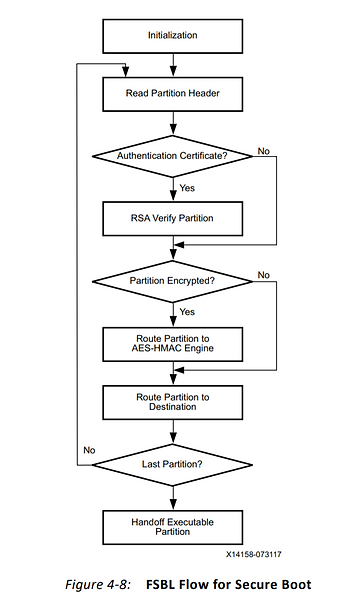 Initialization
Read Partition Header
Authentication Certificate?
No
Yes
RSA Verify Partition
Partition Encrypted?
No
Yes
Route Partition to
AES-HMAC Engine
Route Partition to
Destination
No
Last Partition?
Handoff Executable
Partition
X14158-073117
Figure 4-8: FSBL Flow for Secure Boot